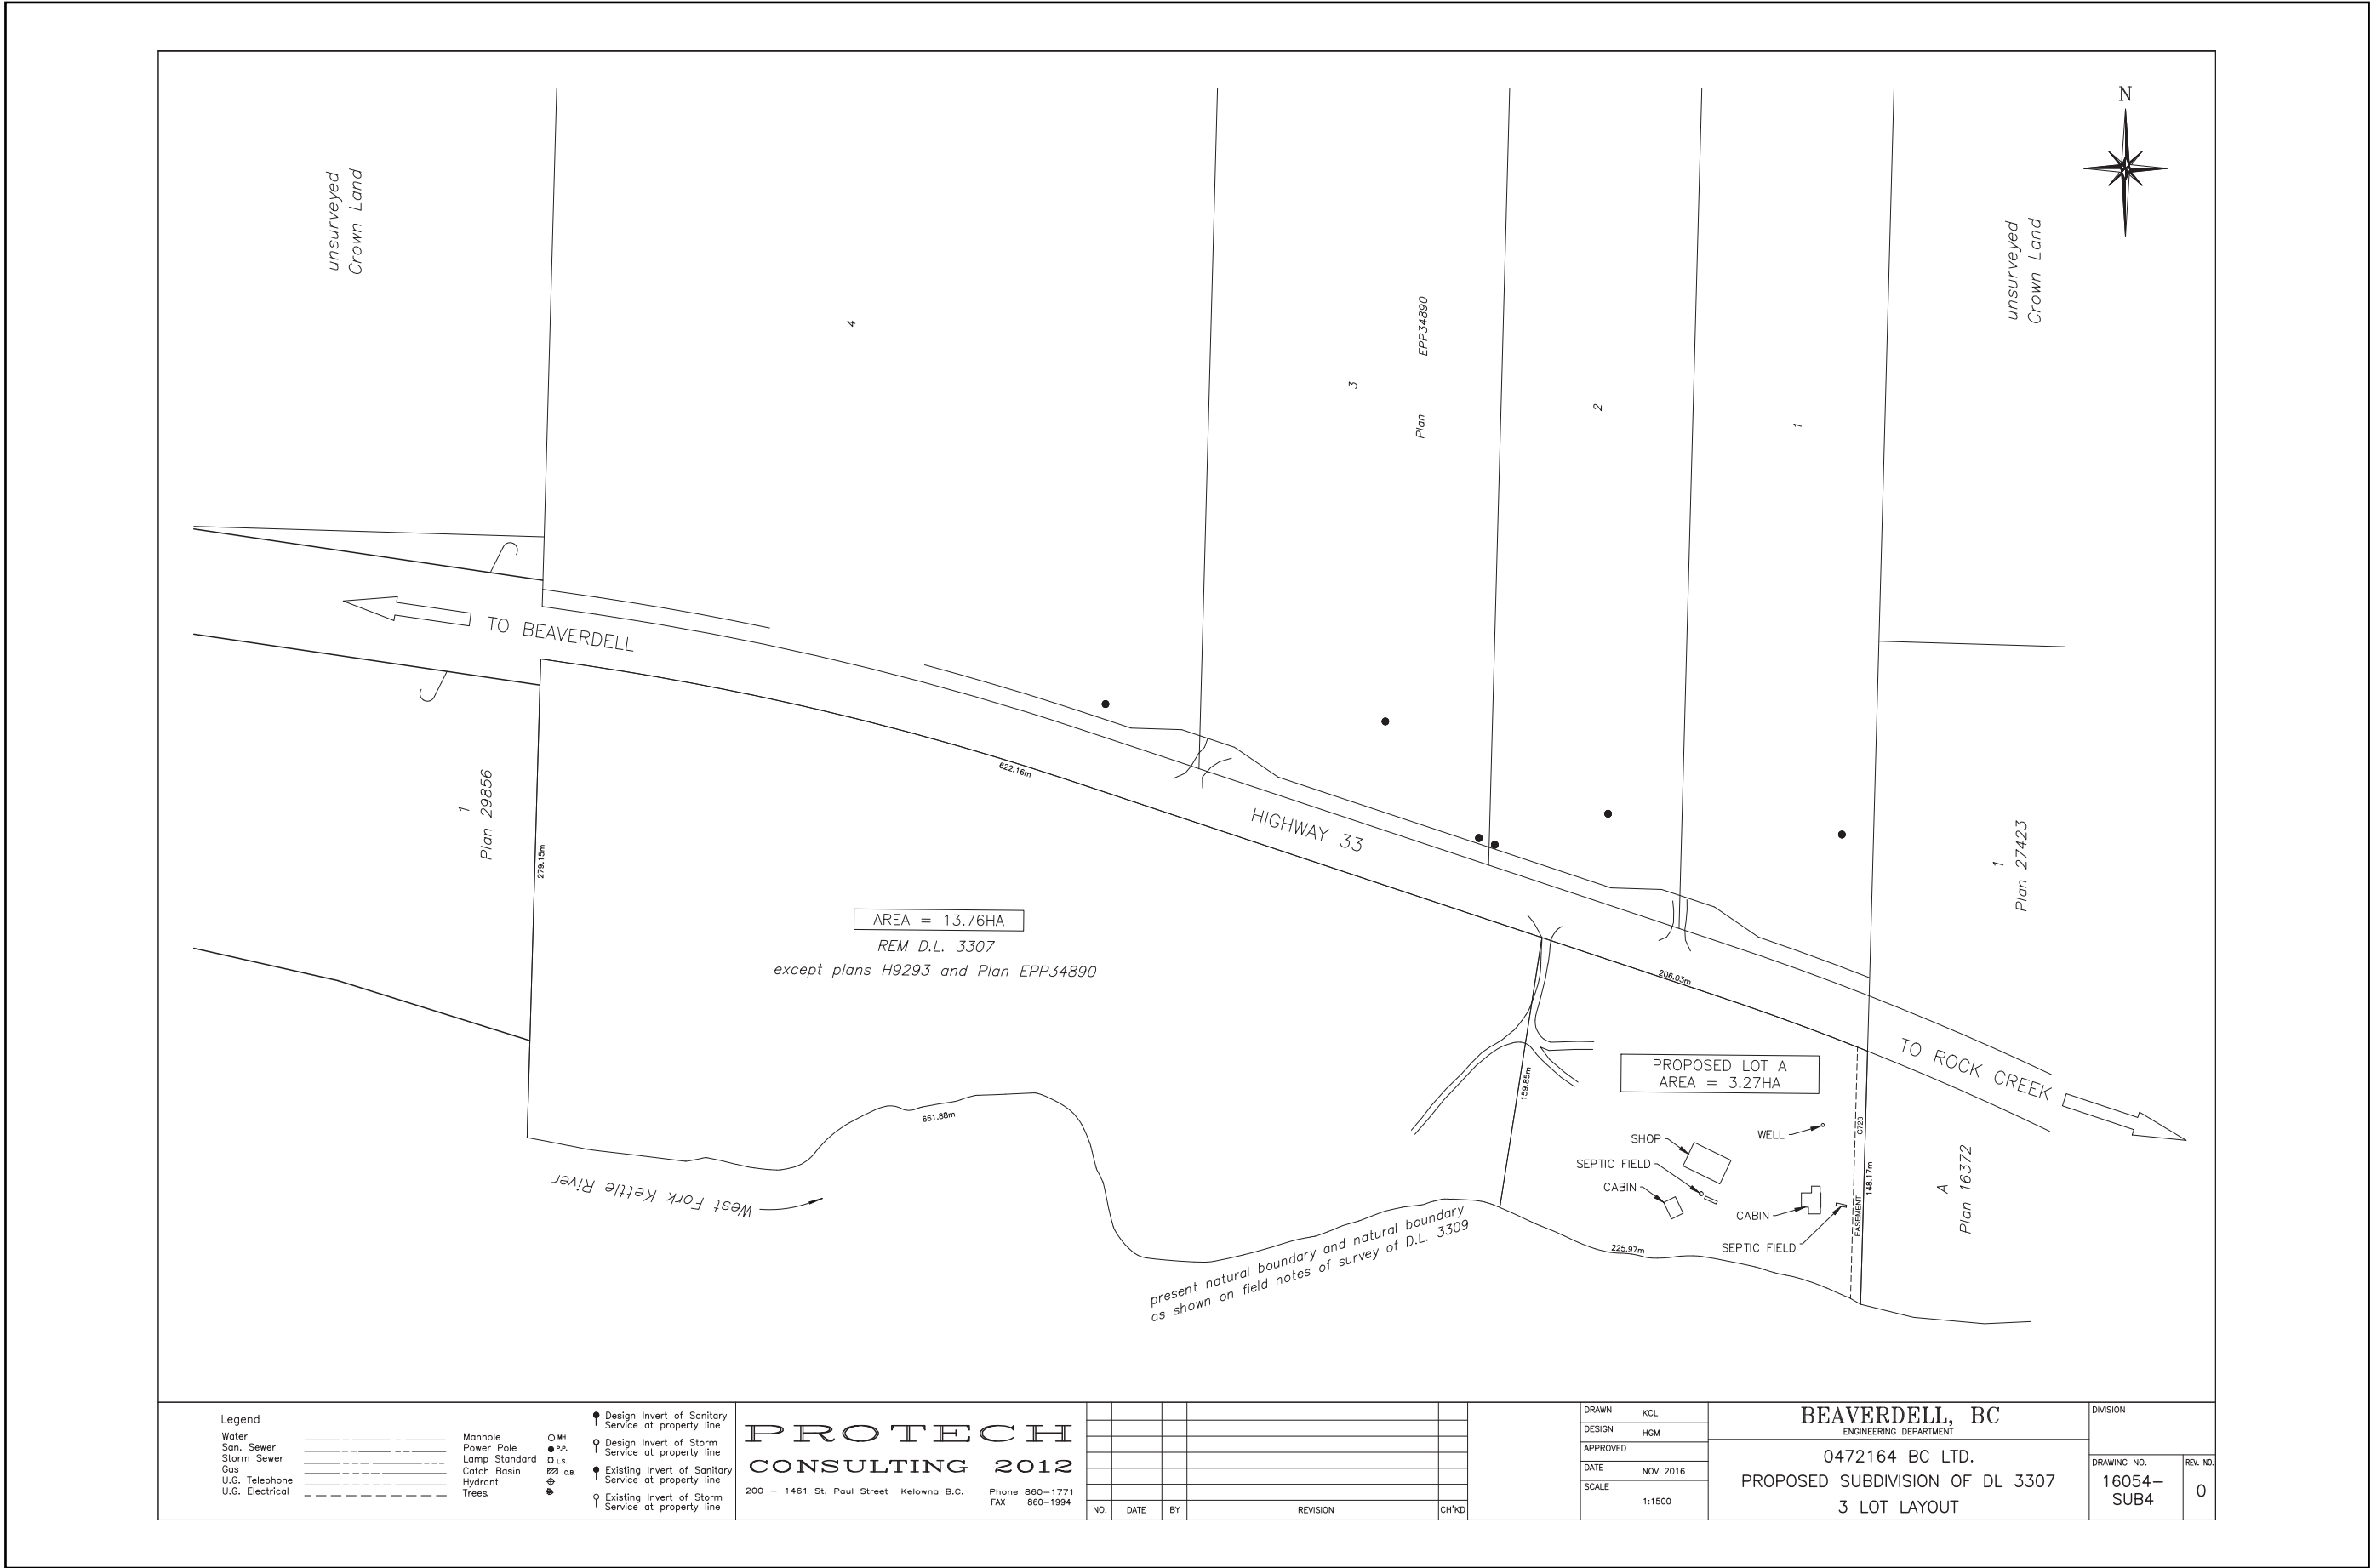 N
unsurveyed
Crown Land
4
3
Plan EPP34890
2
1
unsurveyed
Crown Land
TO BEAVERDELL
622.16m
HIGHWAY 33
1
Plan 29856
279.15m
AREA = 13.76HA
REM D.L. 3307
except plans H9293 and Plan EPP34890
1
Plan 27423
206.03m
TO ROCK CREEK
PROPOSED LOT A
AREA = 3.27HA
159.85m
661.88m
West Fork Kettle River
WELL
SHOP
SEPTIC FIELD
CABIN
CABIN
SEPTIC FIELD
EASEMENT C728
148.17m
A
Plan 16372
225.97m
present natural boundary and natural boundary
as shown on field notes of survey of D.L. 3309
Legend
Water
San. Sewer
Storm Sewer
Gas
U.G. Telephone
U.G. Electrical
Manhole MH
Power Pole P.P.
Lamp Standard L.S.
Catch Basin C.B.
Hydrant
Trees
Design Invert of Sanitary
Service at property line
Design Invert of Storm
Service at property line
Existing Invert of Sanitary
Service at property line
Existing Invert of Storm
Service at property line
PROTECH
CONSULTING 2012
200 - 1461 St. Paul Street Kelowna B.C. Phone 860-1771
FAX 860-1994
NO. DATE BY REVISION CH'KD
DRAWN KCL
DESIGN HGM
APPROVED
DATE NOV 2016
SCALE
1:1500
BEAVERDELL, BC
ENGINEERING DEPARTMENT
0472164 BC LTD.
PROPOSED SUBDIVISION OF DL 3307
3 LOT LAYOUT
DIVISION
DRAWING NO.
16054-
SUB4
REV. NO.
0